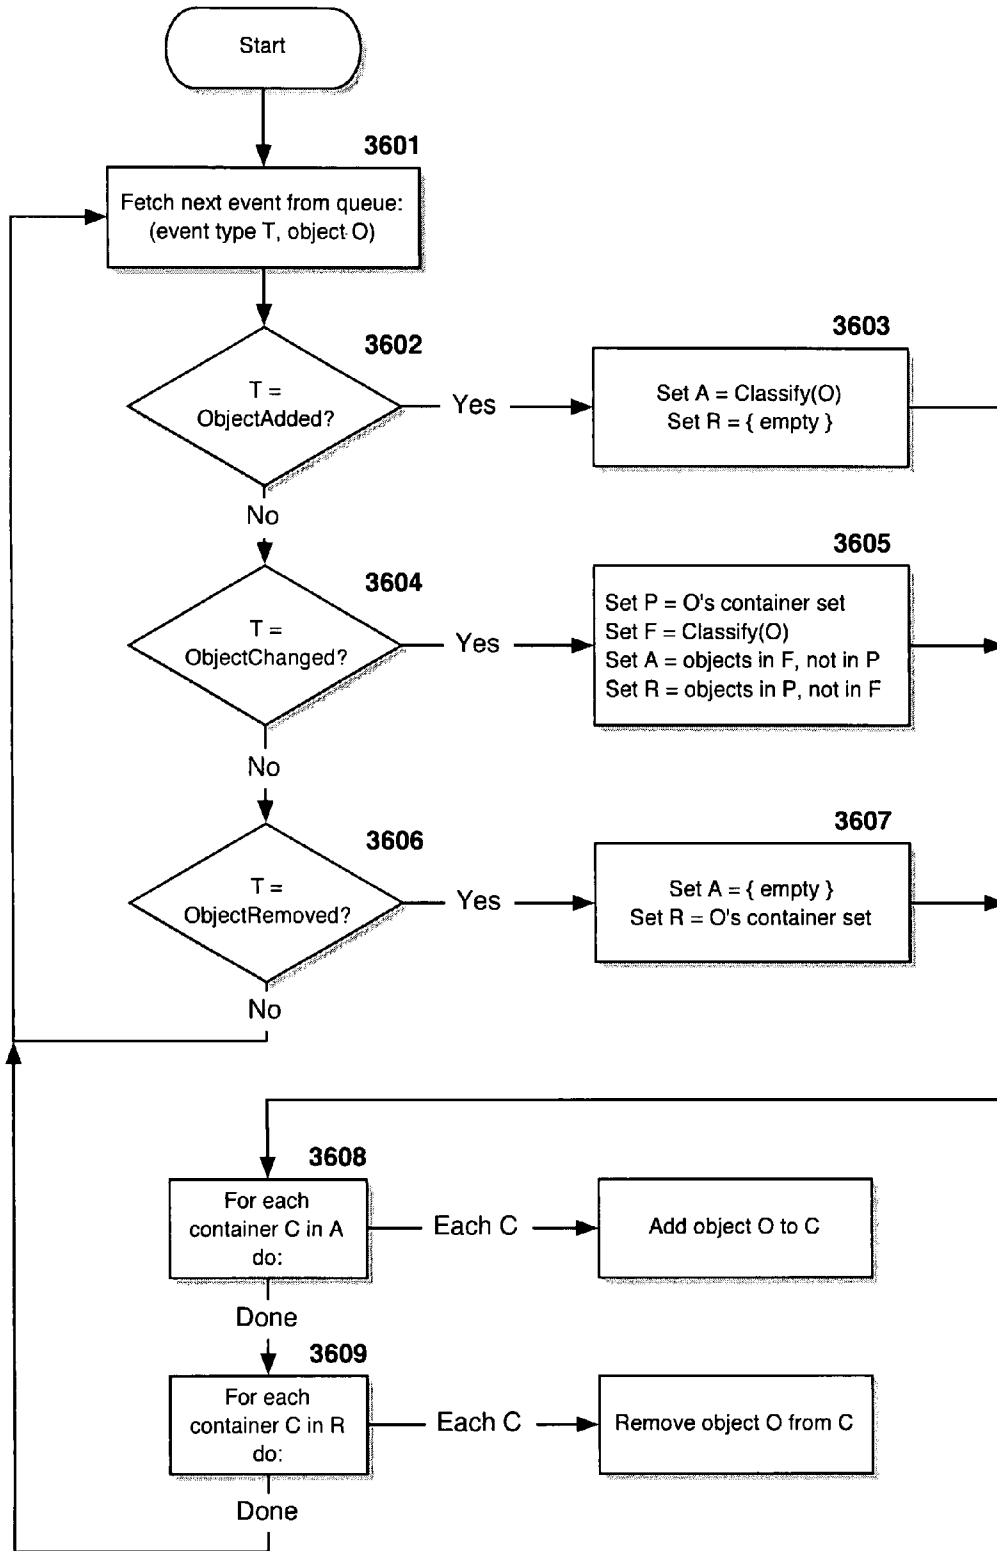 Start
3601
Fetch next event from queue:
(event type T, object O)
3602
T =
ObjectAdded?
Yes
3603
Set A = Classify(O)
Set R = { empty }
No
3604
T =
ObjectChanged?
Yes
3605
Set P = O's container set
Set F = Classify(O)
Set A = objects in F, not in P
Set R = objects in P, not in F
No
3606
T =
ObjectRemoved?
Yes
3607
Set A = { empty }
Set R = O's container set
No
3608
For each
container C in A
do:
Each C
Add object O to C
Done
3609
For each
container C in R
do:
Each C
Remove object O from C
Done